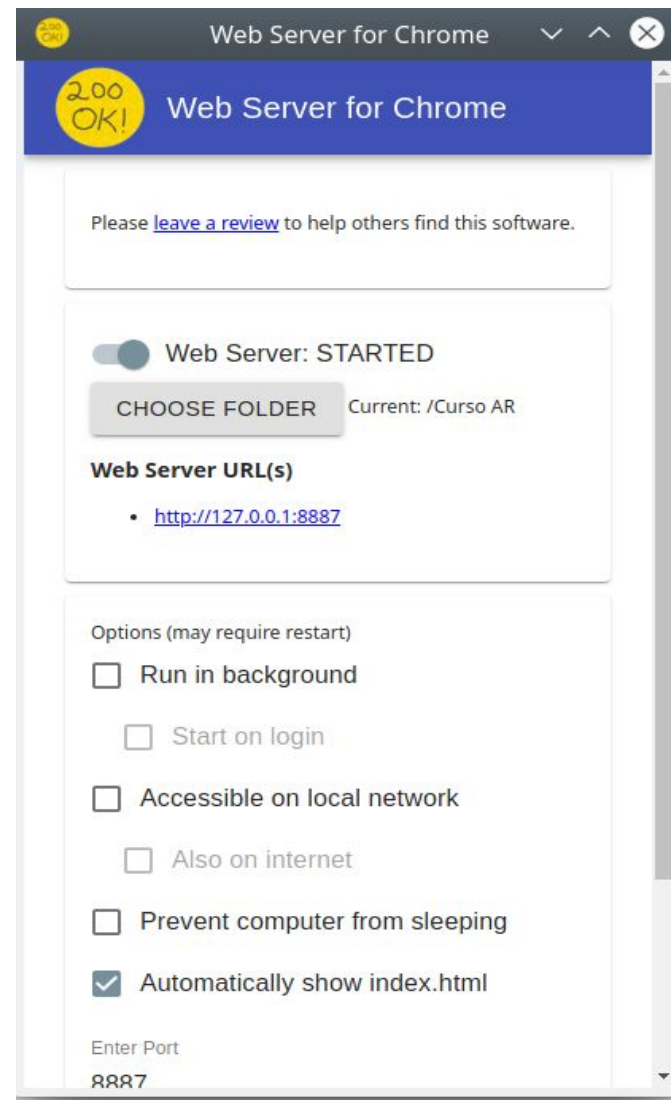 200
OK!
Web Server for Chrome
200
OK!
Web Server for Chrome
Please leave a review to help others find this software.
Web Server: STARTED
CHOOSE FOLDER Current: /Curso AR
Web Server URL(s)
• http://127.0.0.1:8887
Options (may require restart)
Run in background
Start on login
Accessible on local network
Also on internet
Prevent computer from sleeping
Automatically show index.html
Enter Port
8887